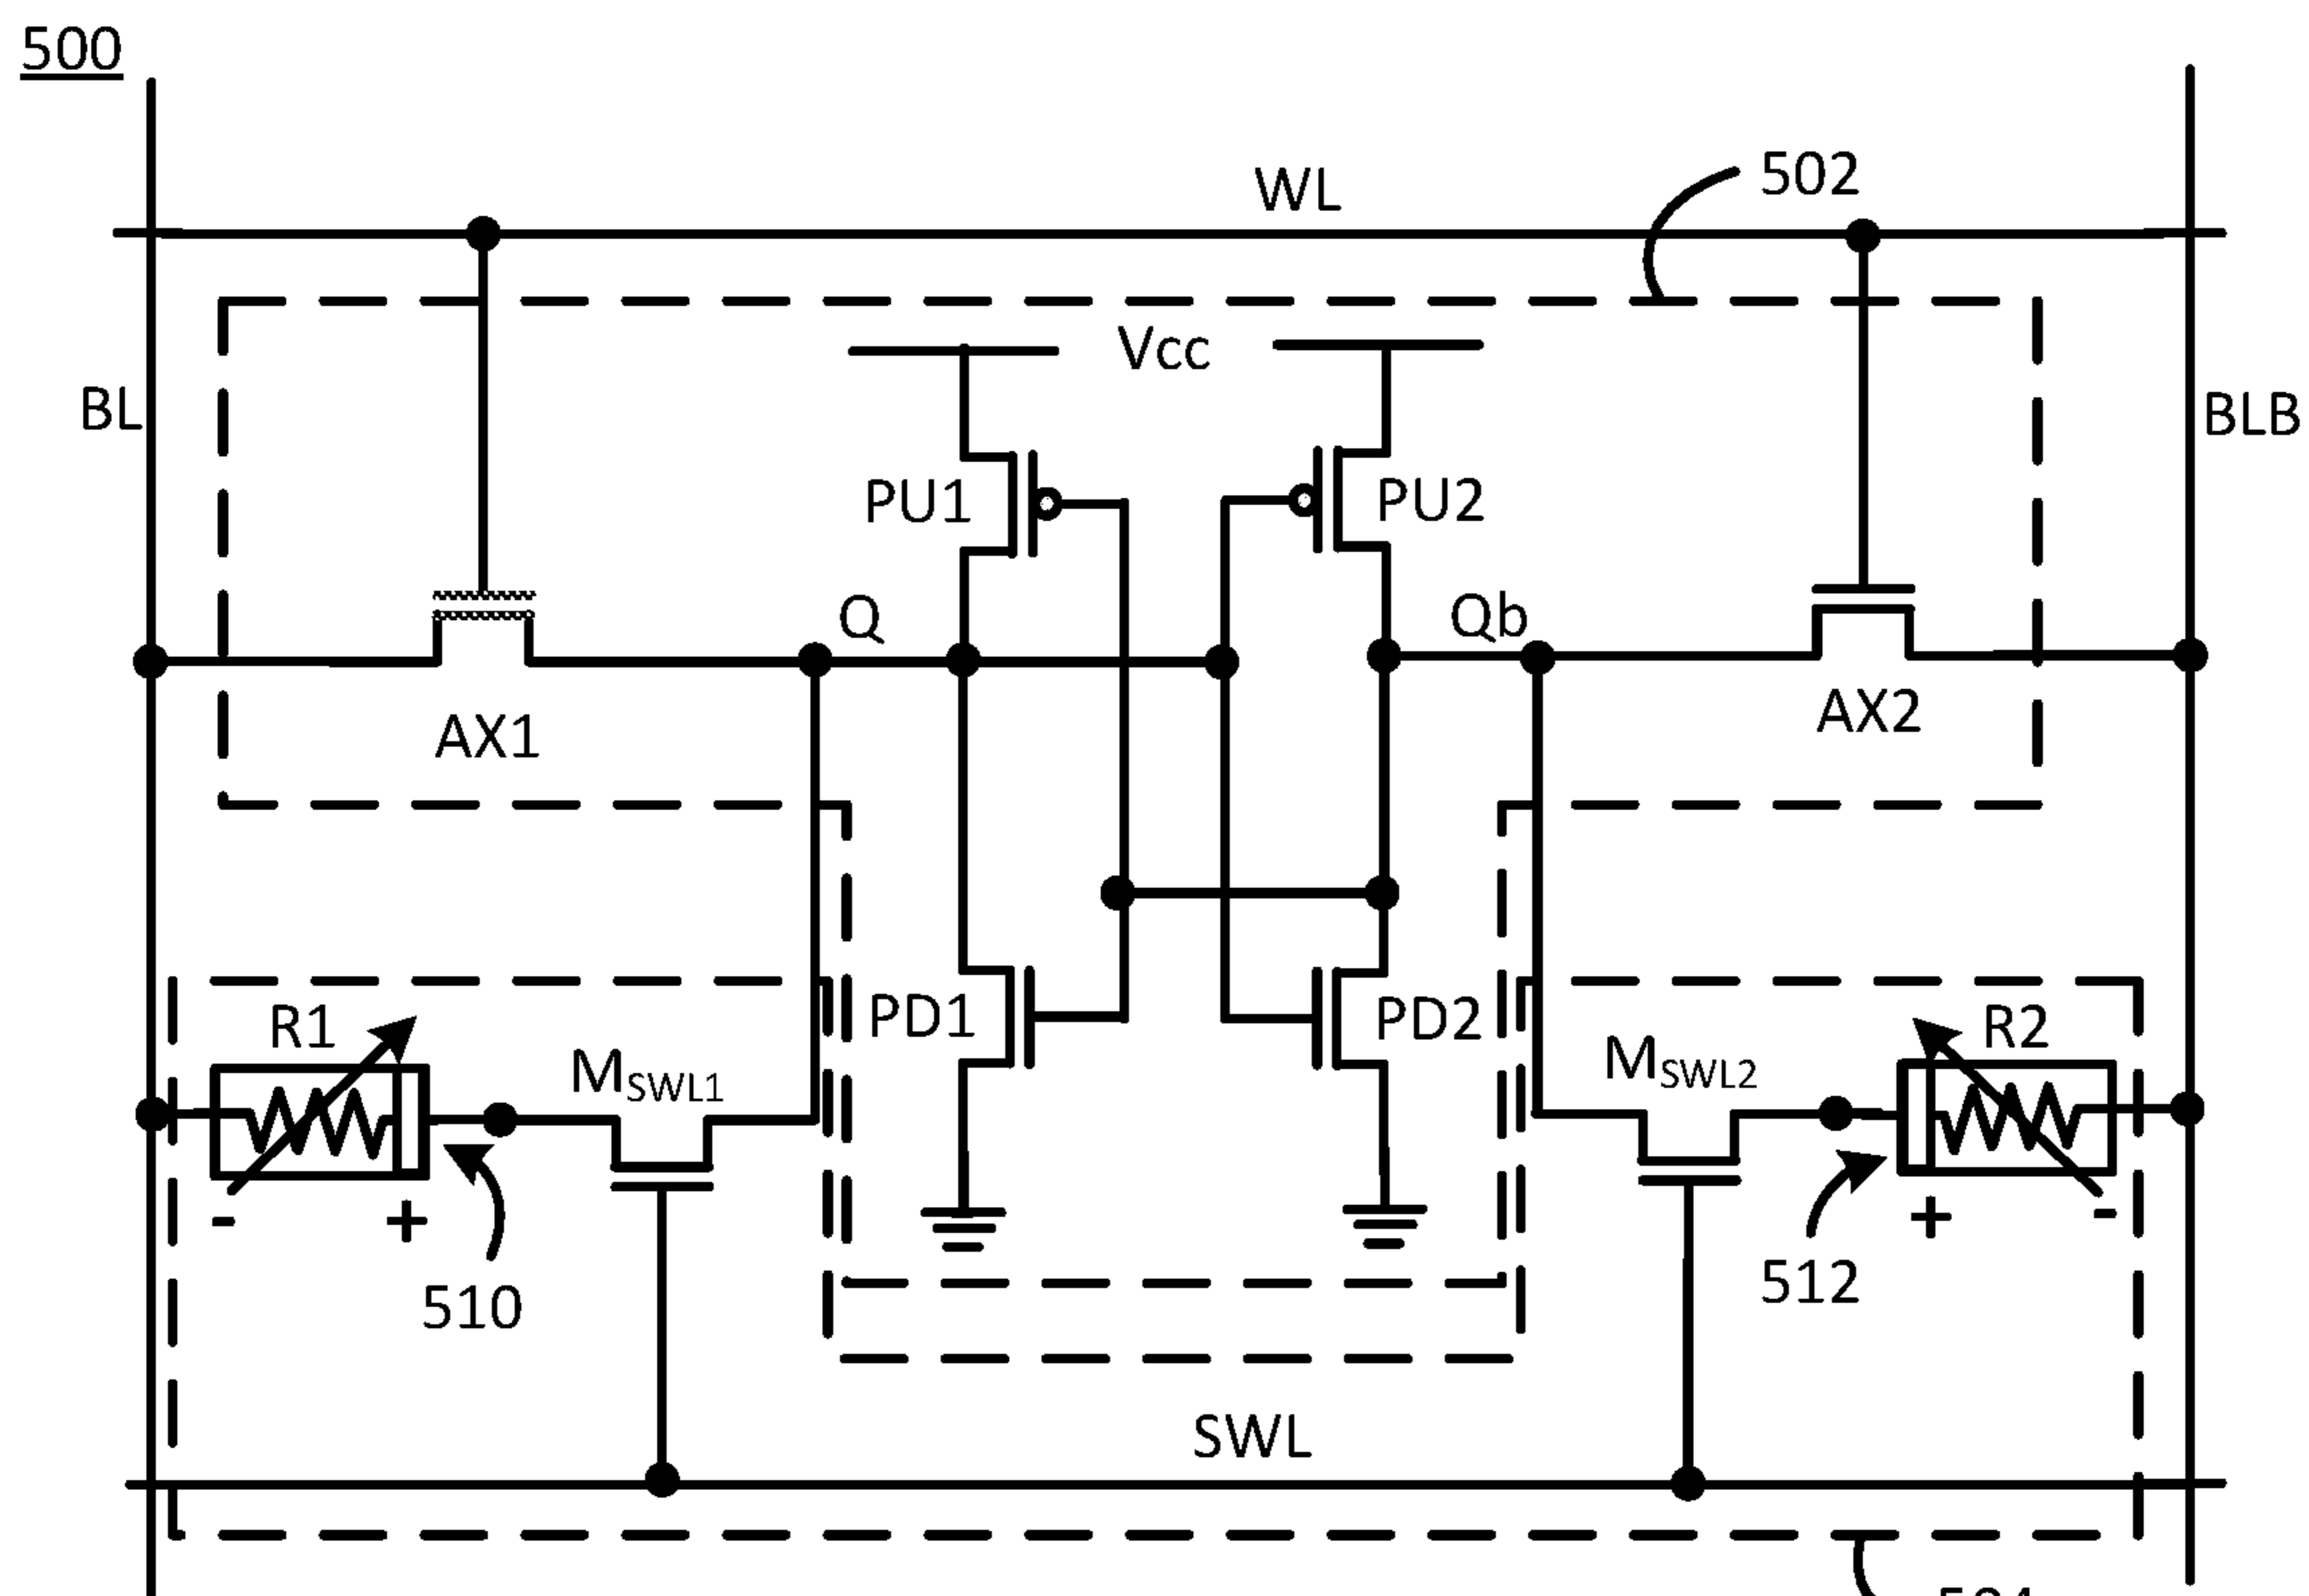 500
WL
502
Vcc
BL
BLB
PU1
PU2
Q
Qb
AX1
AX2
R1
PD1
PD2
R2
MSWL1
MSWL2
- +
+ -
510
512
SWL